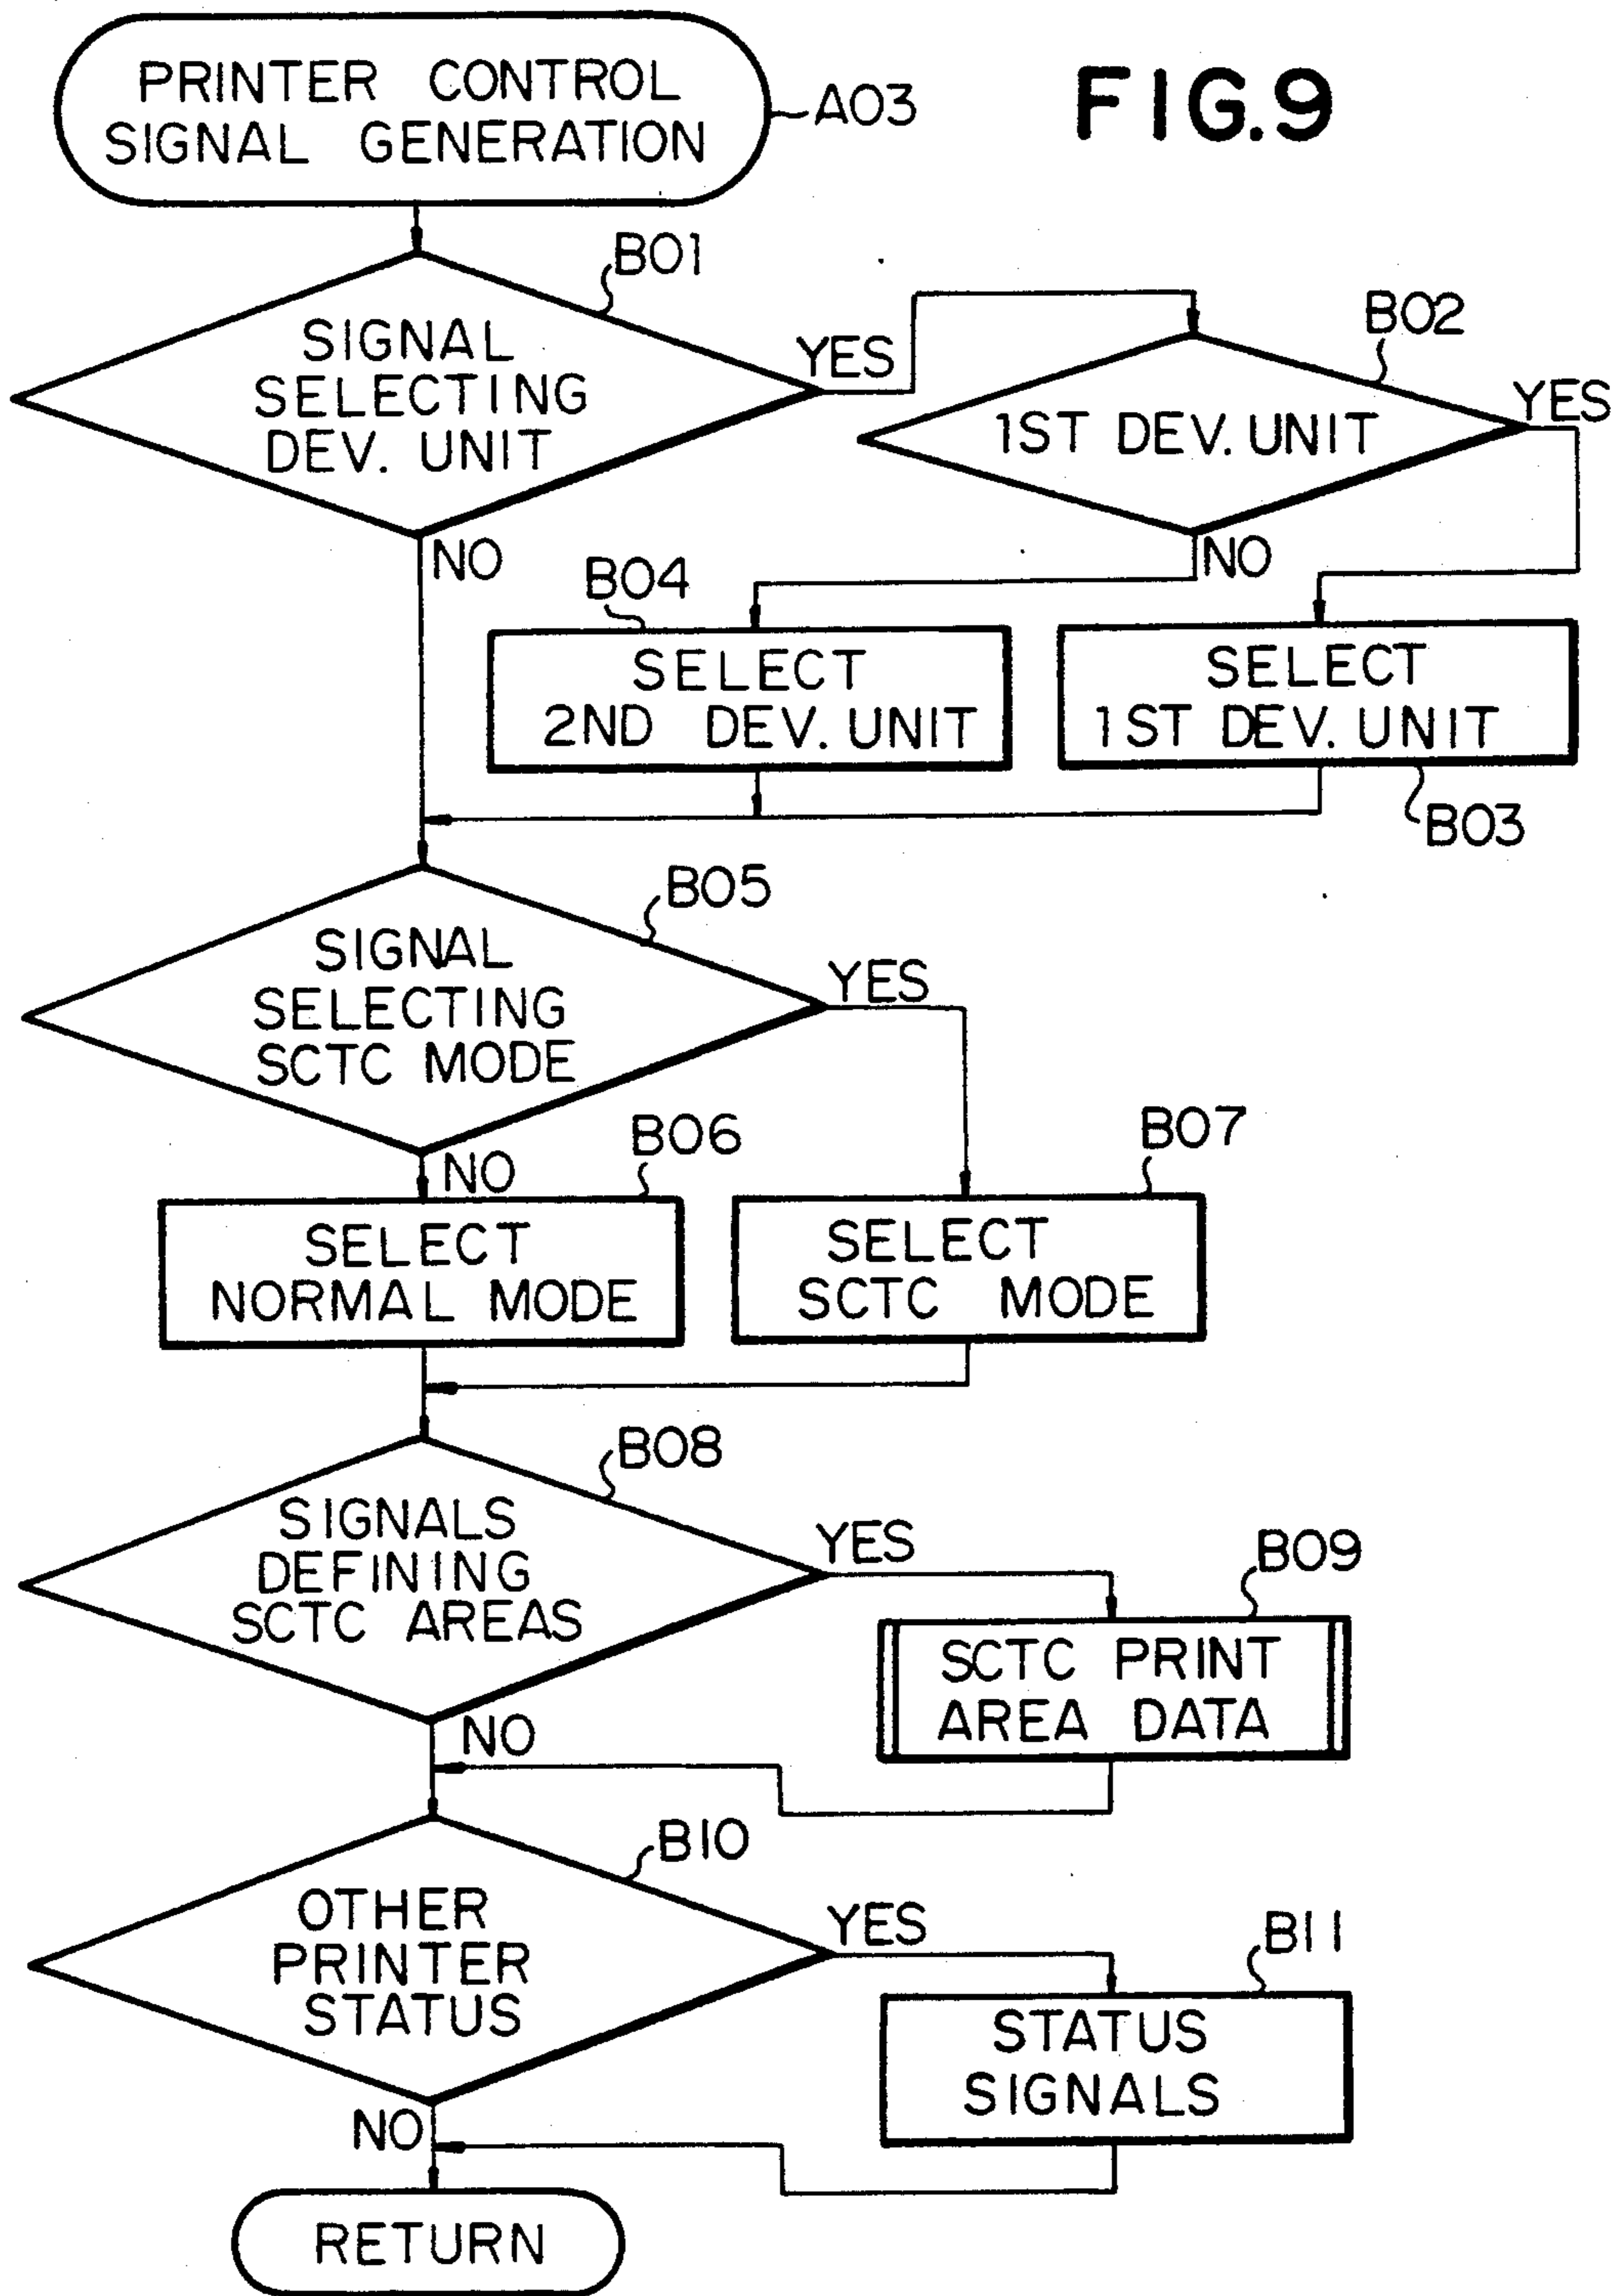 FIG.9
PRINTER CONTROL
SIGNAL GENERATION
A03
B01
SIGNAL
SELECTING
DEV. UNIT
YES
NO
B02
1ST DEV. UNIT
YES
NO
B04
SELECT
2ND DEV. UNIT
SELECT
1ST DEV. UNIT
B03
B05
SIGNAL
SELECTING
SCTC MODE
YES
NO
B06
SELECT
NORMAL MODE
B07
SELECT
SCTC MODE
B08
SIGNALS
DEFINING
SCTC AREAS
YES
NO
B09
SCTC PRINT
AREA DATA
B10
OTHER
PRINTER
STATUS
YES
NO
B11
STATUS
SIGNALS
RETURN